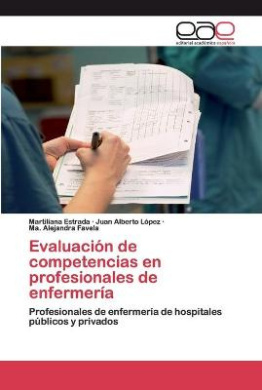 eae
editorial académica española
Martiliana Estrada · Juan Alberto López ·
Ma. Alejandra Favela
Evaluación de
competencias en
profesionales de
enfermería
Profesionales de enfermería de hospitales
públicos y privados